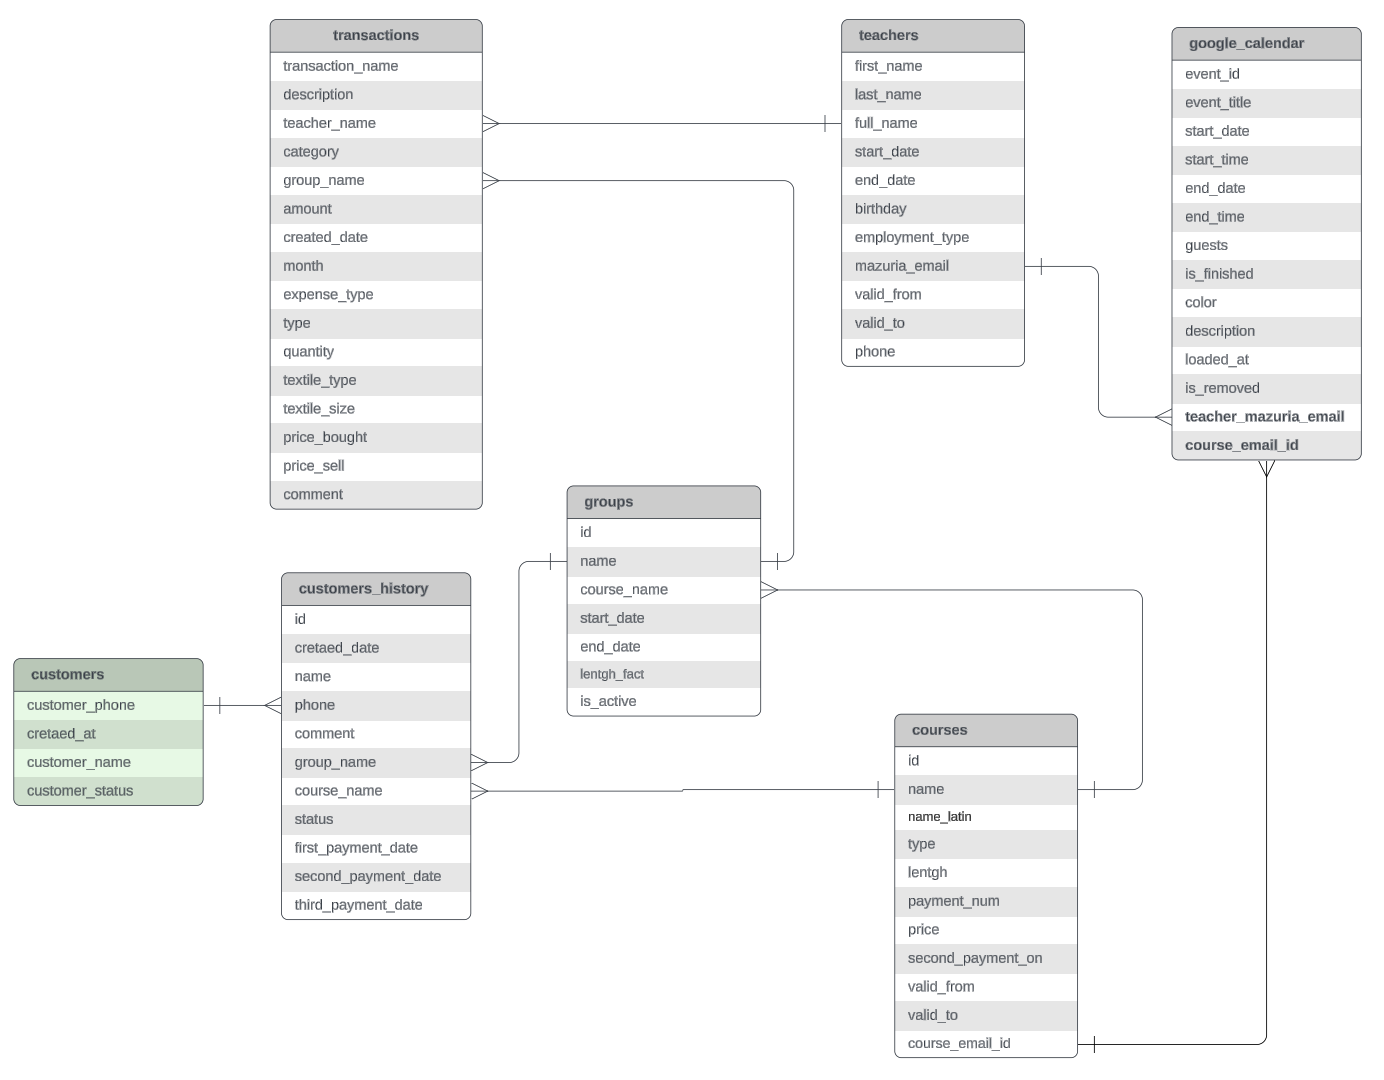 transactions
transaction_name
description
teacher_name
category
group_name
amount
created_date
month
expense_type
type
quantity
textile_type
textile_size
price_bought
price_sell
comment
teachers
first_name
last_name
full_name
start_date
end_date
birthday
employment_type
mazuria_email
valid_from
valid_to
phone
google_calendar
event_id
event_title
start_date
start_time
end_date
end_time
guests
is_finished
color
description
loaded_at
is_removed
teacher_mazuria_email
course_email_id
groups
id
name
course_name
start_date
end_date
lentgh_fact
is_active
customers_history
id
cretaed_date
name
phone
comment
group_name
course_name
status
first_payment_date
second_payment_date
third_payment_date
customers
customer_phone
cretaed_at
customer_name
customer_status
courses
id
name
name_latin
type
lentgh
payment_num
price
second_payment_on
valid_from
valid_to
course_email_id